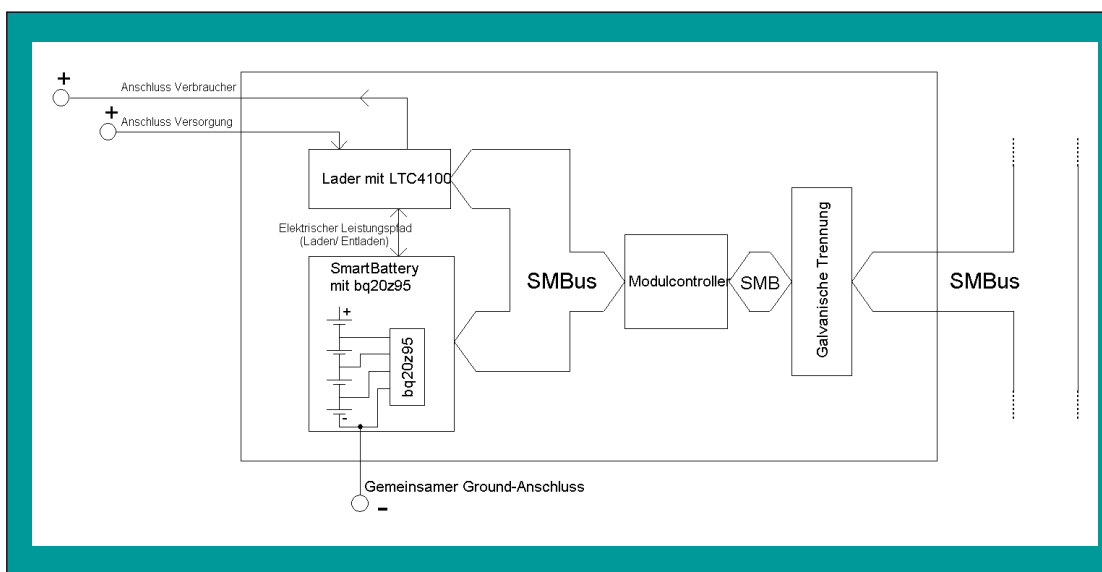 +
Anschluss Verbraucher
+
Anschluss Versorgung
Lader mit LTC4100
Elektrischer Leistungspfad
(Laden/ Entladen)
SmartBattery
mit bq20z95
+
bq20z95
-
SMBus
Modulcontroller
SMB
Galvanische Trennung
SMBus
Gemeinsamer Ground-Anschluss
-